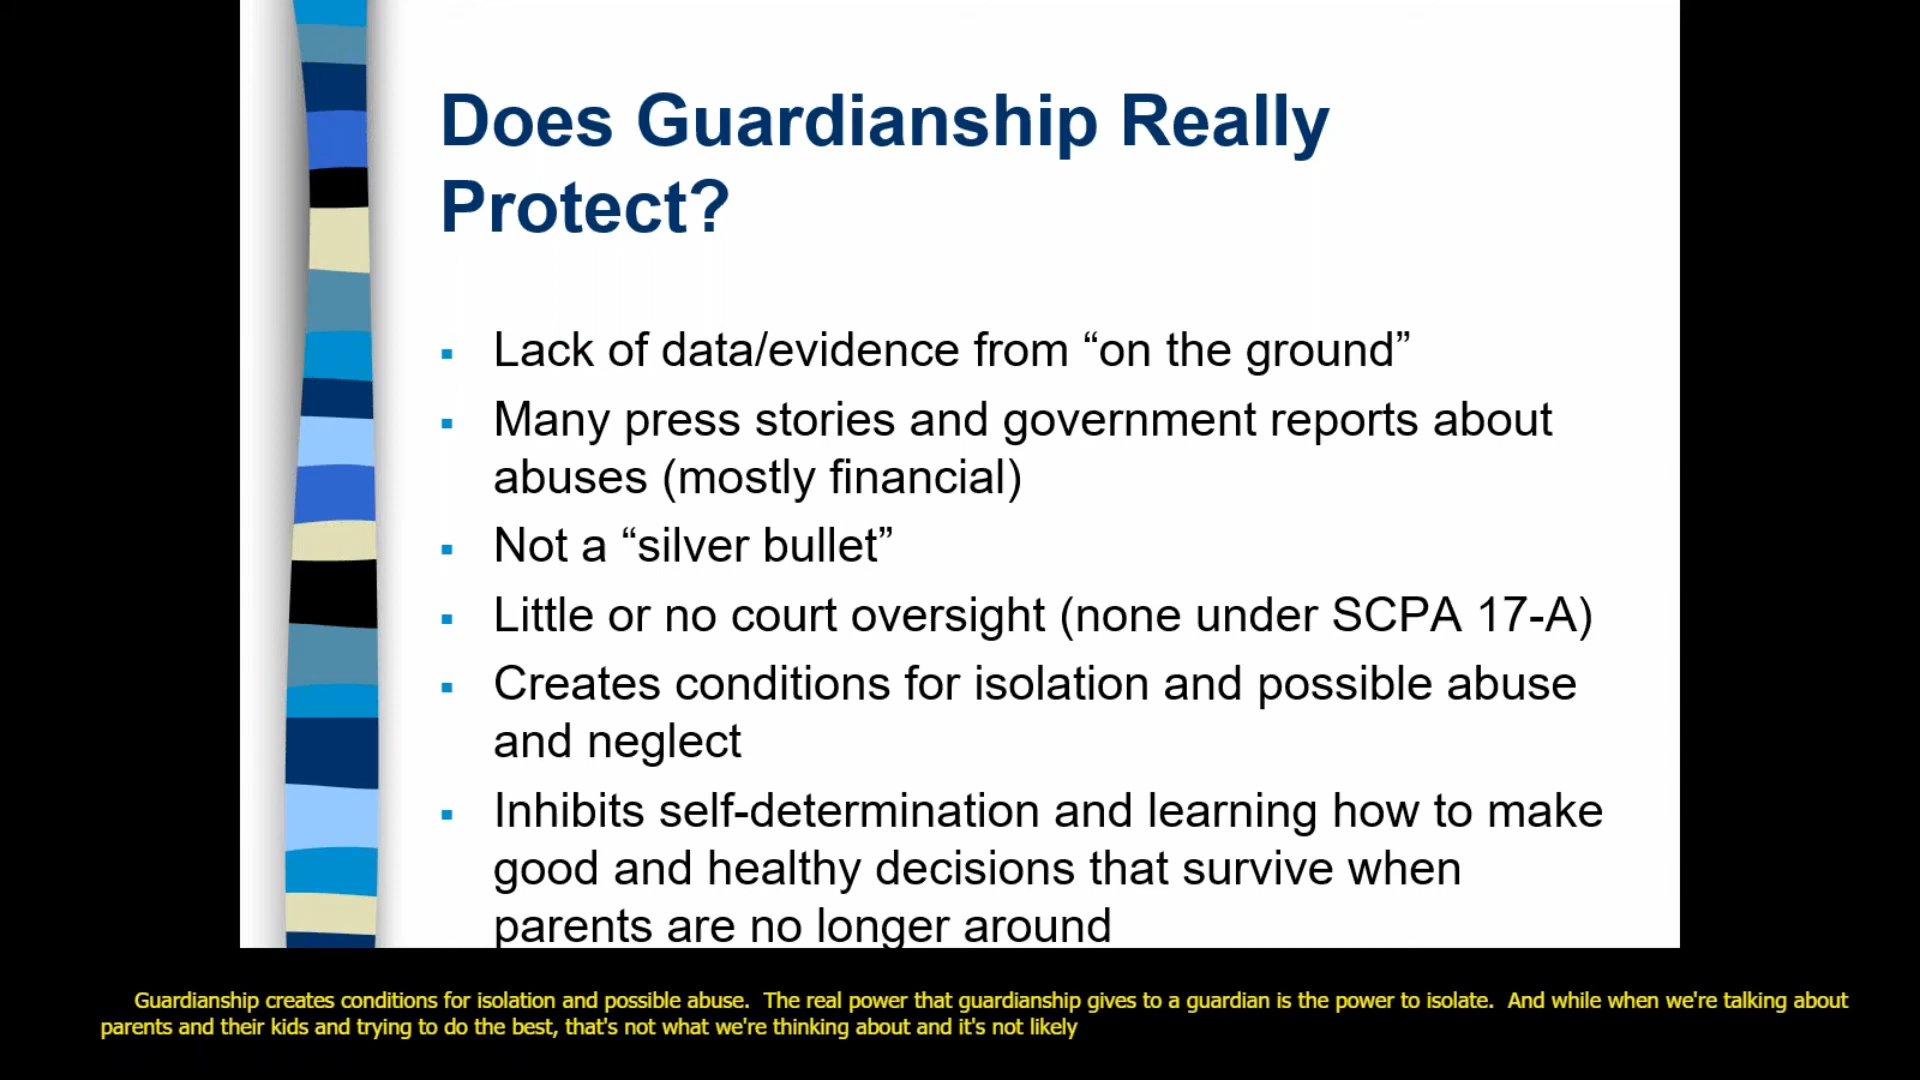 Does Guardianship Really
Protect?
▪ Lack of data/evidence from “on the ground”
▪ Many press stories and government reports about
abuses (mostly financial)
▪ Not a “silver bullet”
▪ Little or no court oversight (none under SCPA 17-A)
▪ Creates conditions for isolation and possible abuse
and neglect
▪ Inhibits self-determination and learning how to make
good and healthy decisions that survive when
parents are no longer around
Guardianship creates conditions for isolation and possible abuse.  The real power that guardianship gives to a guardian is the power to isolate.  And while when we're talking about
parents and their kids and trying to do the best, that's not what we're thinking about and it's not likely